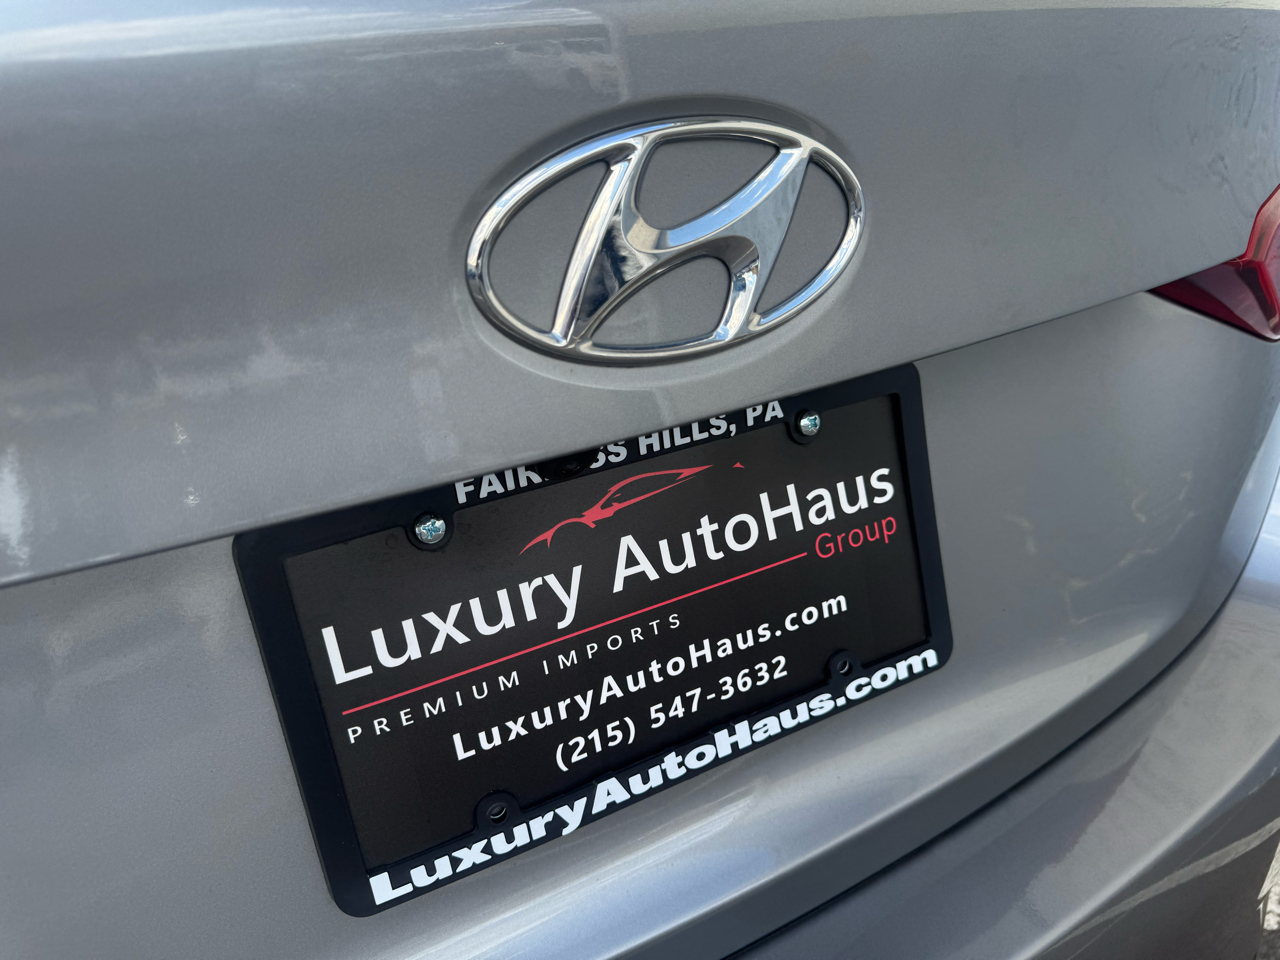 HILLS, PA
Luxury AutoHaus
Group
PREMIUM IMPORTS
LuxuryAutoHaus.com
(215) 547-3632
LuxuryAutoHaus.com